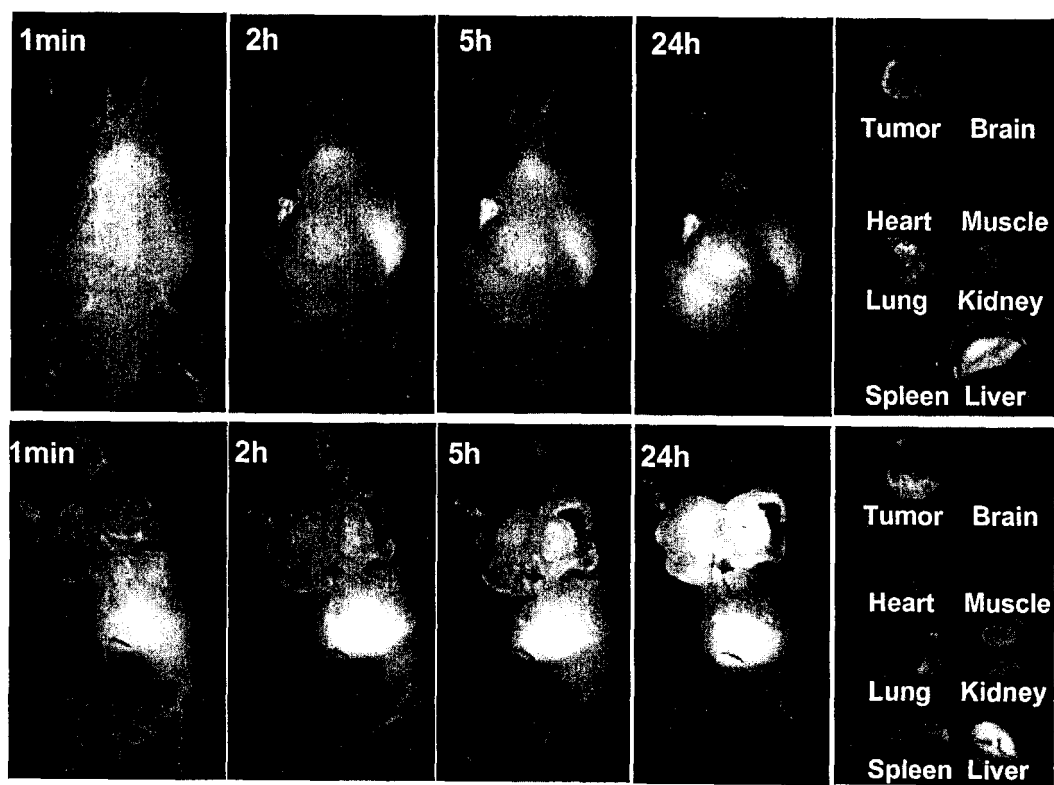 1min 2h 5h 24h
Tumor Brain
Heart Muscle
Lung Kidney
Spleen Liver
1min 2h 5h 24h
Tumor Brain
Heart Muscle
Lung Kidney
Spleen Liver